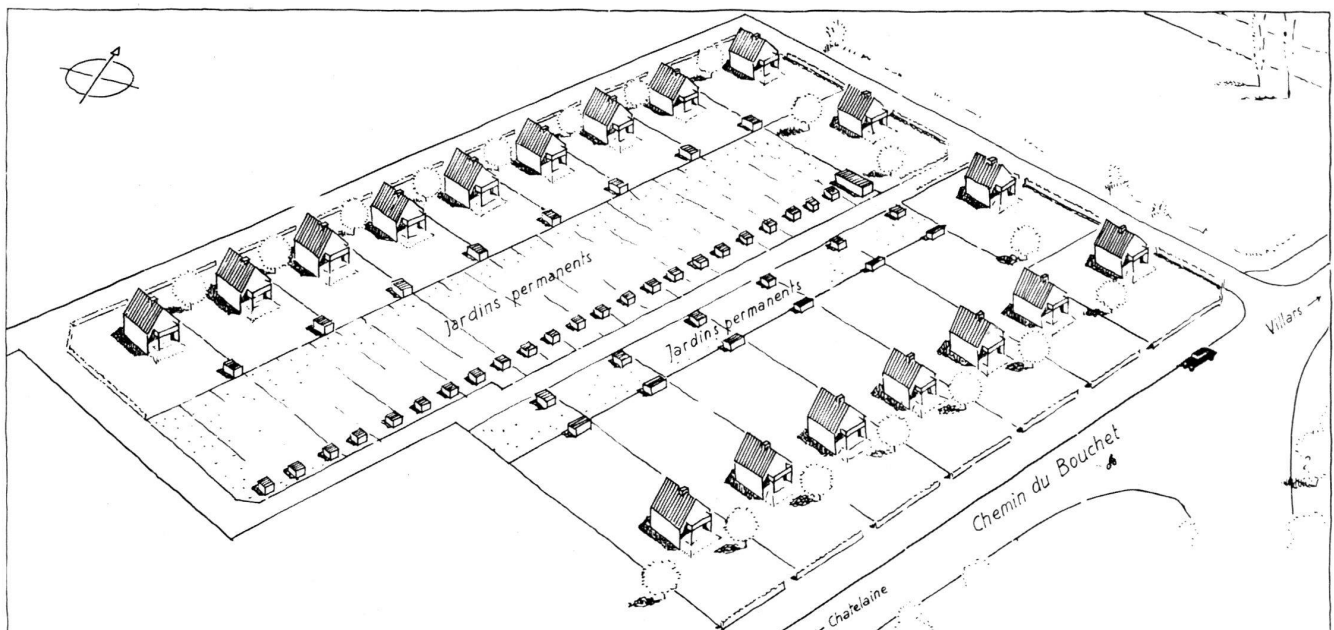 Jardins permanents
Jardins permanents
Villars
Chemin du Bouchet
Chatelaine